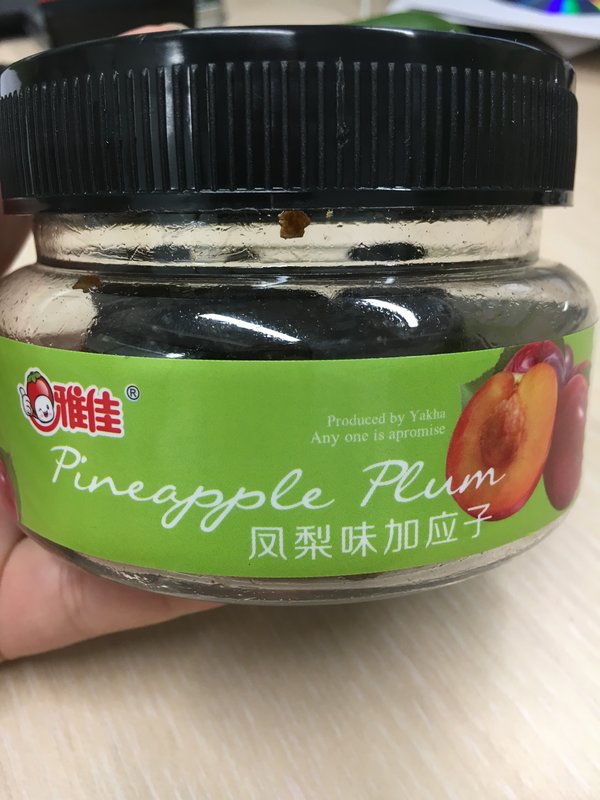 雅佳®
Produced by Yakha
Any one is apromise
Pineapple Plum
凤梨味加应子